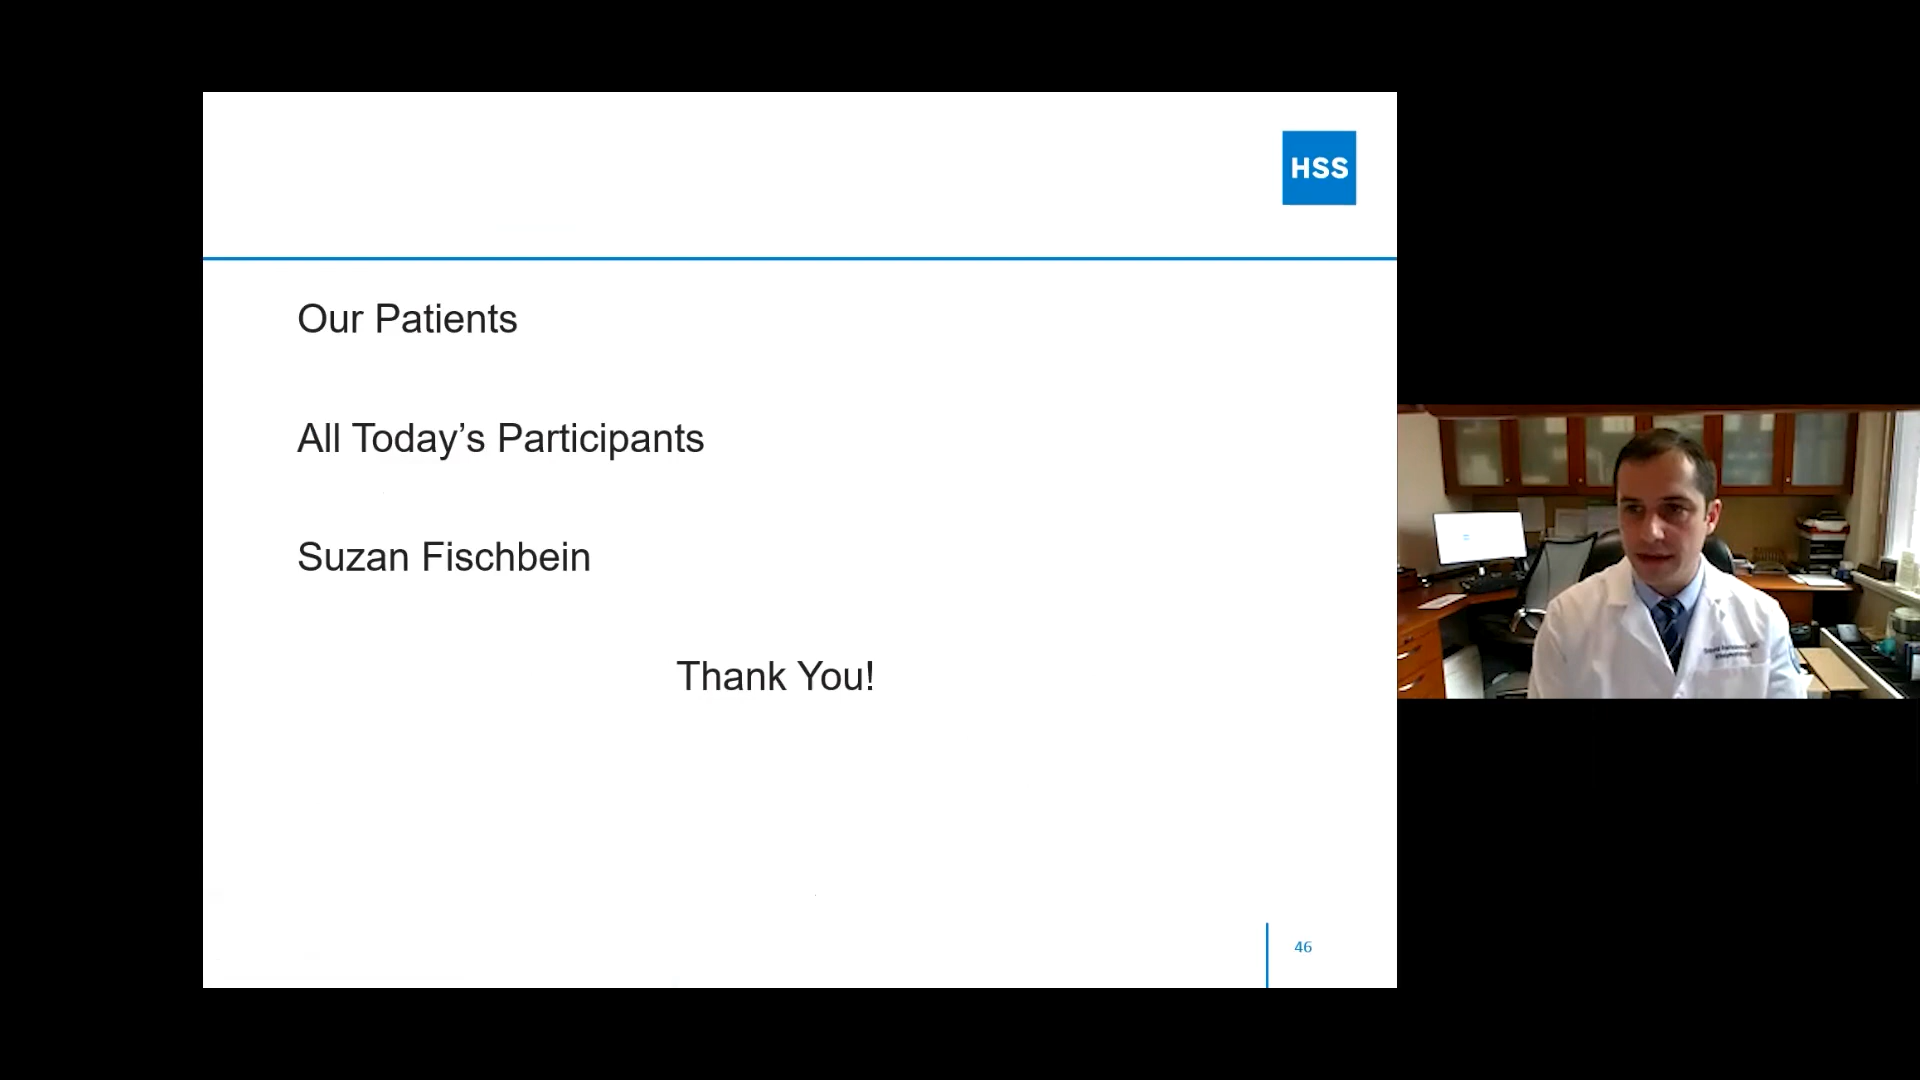 HSS
Our Patients
All Today’s Participants
Suzan Fischbein
Thank You!
46